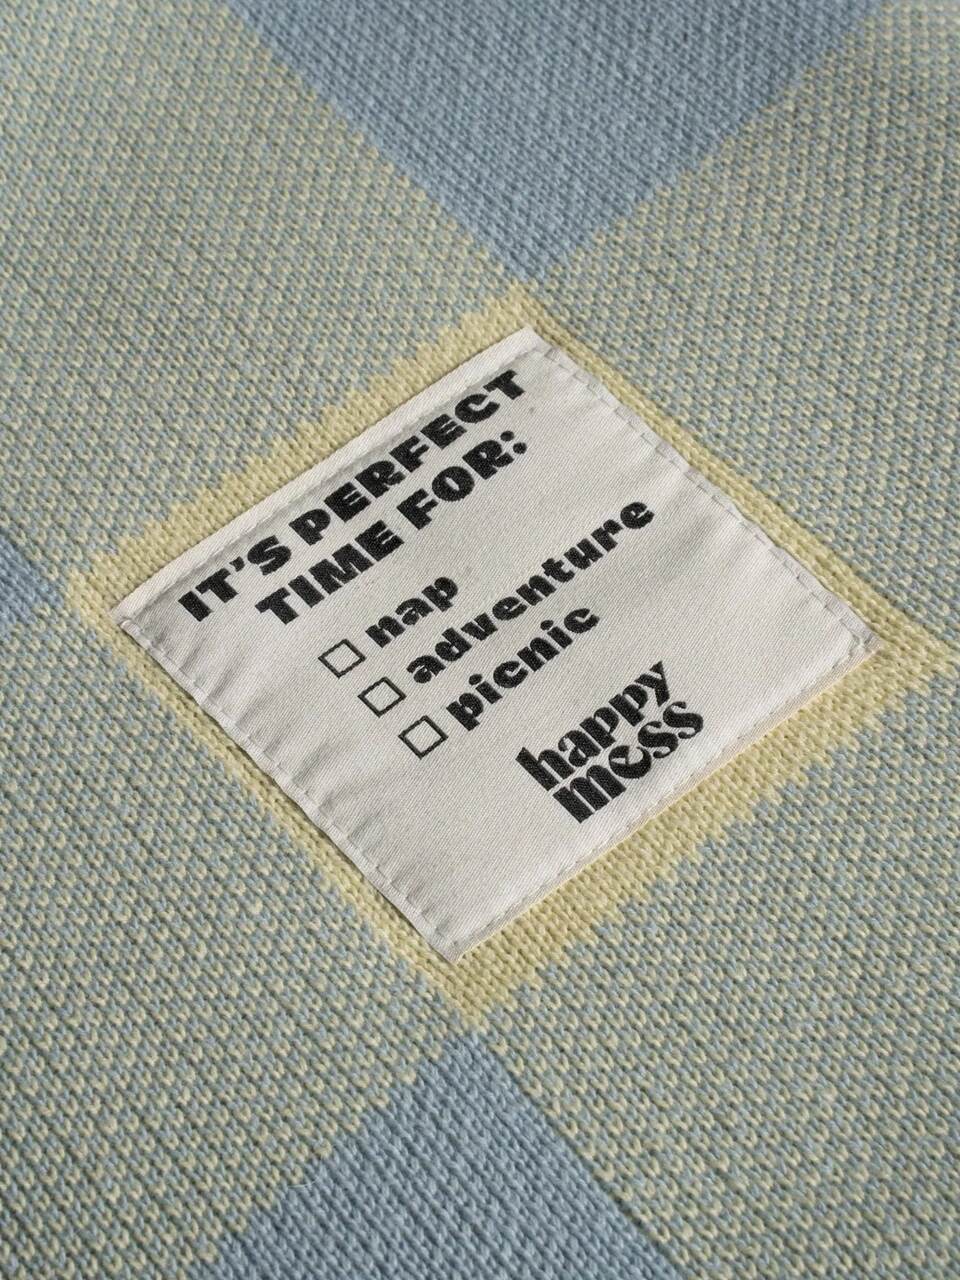 IT'S PERFECT
TIME FOR:
nap
adventure
picnic
happy
mess